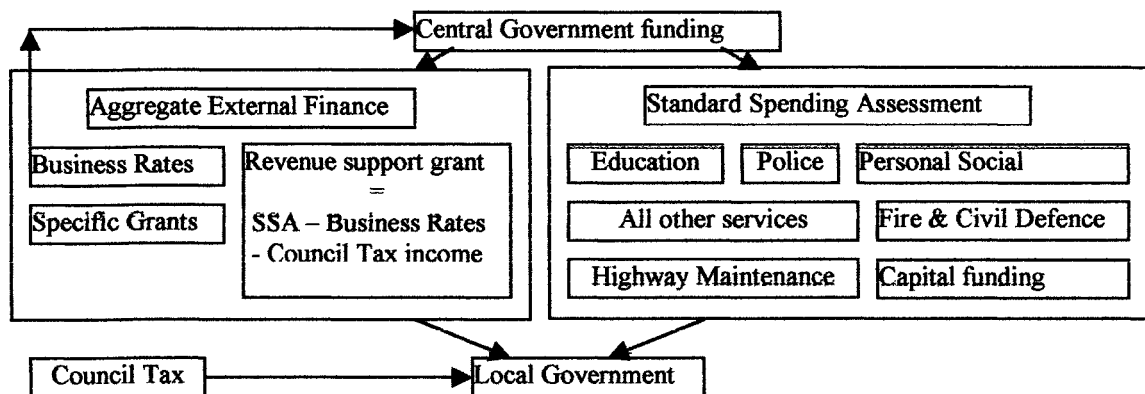 Central Government funding
Aggregate External Finance
Business Rates
Specific Grants
Revenue support grant
=
SSA – Business Rates
- Council Tax income
Standard Spending Assessment
Education
Police
Personal Social
All other services
Fire & Civil Defence
Highway Maintenance
Capital funding
Council Tax
Local Government